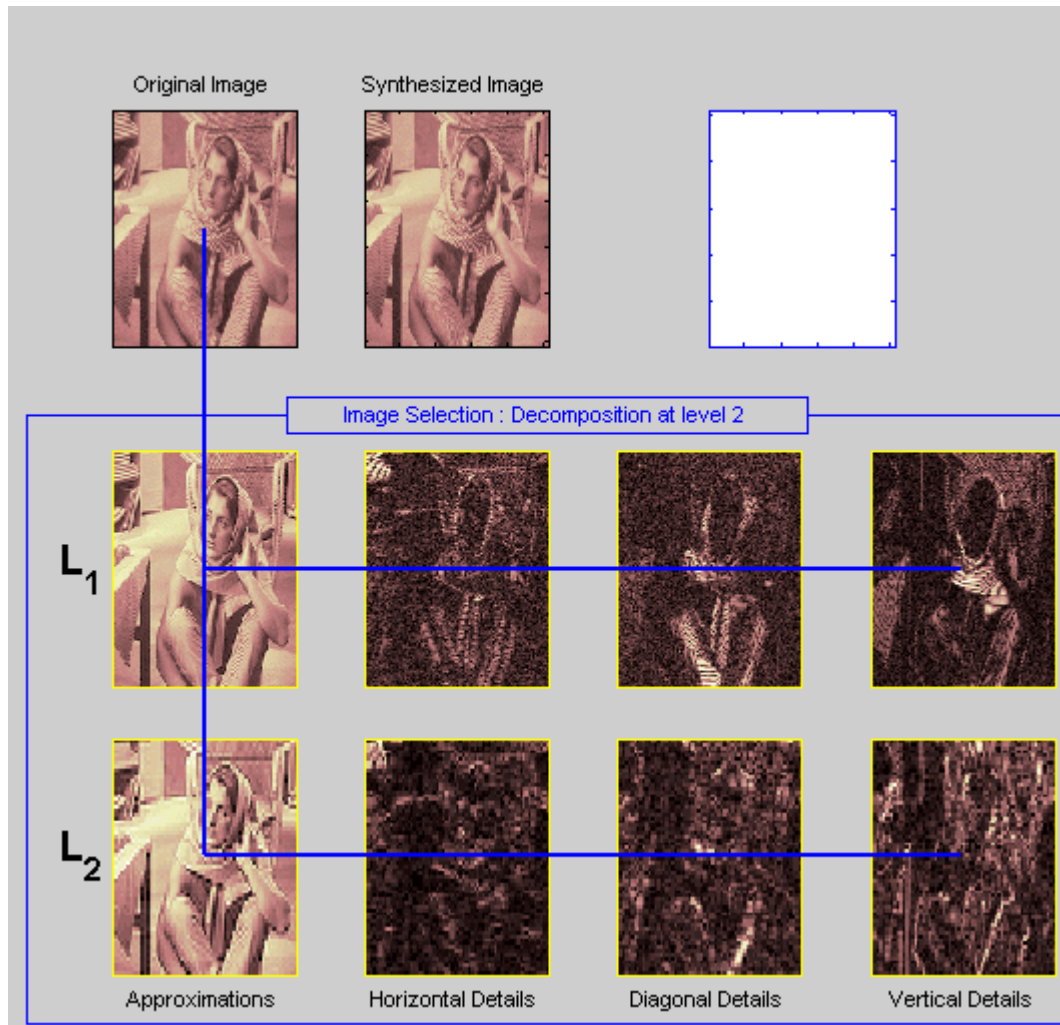 Original Image
Synthesized Image
Image Selection : Decomposition at level 2
L1
L2
Approximations
Horizontal Details
Diagonal Details
Vertical Details